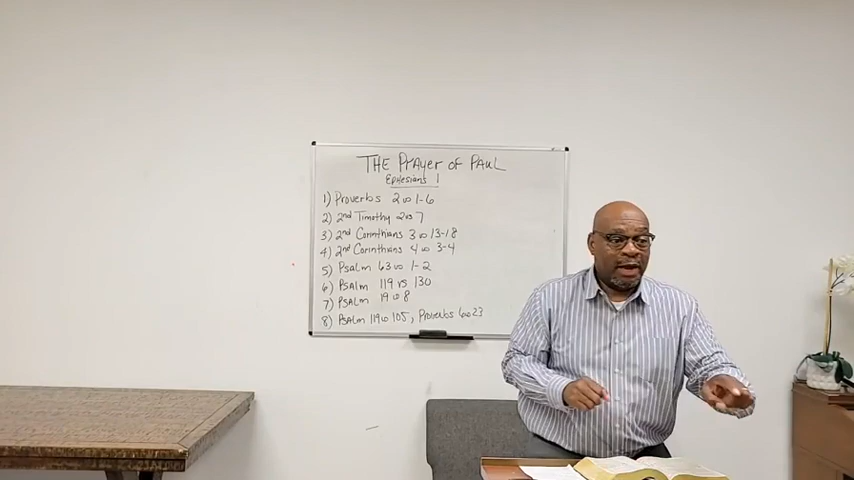 THE Prayer of PAUL
Ephesians 1
1) Proverbs 2 vs 1-6
2) 2nd Timothy 2 vs 7
3) 2nd Corinthians 3 vs 13-18
4) 2nd Corinthians 4 vs 3-4
5) Psalm 63 vs 1-2
6) Psalm 119 vs 130
7) Psalm 19 vs 8
8) Psalm 119 vs 105, Proverbs 6 vs 23